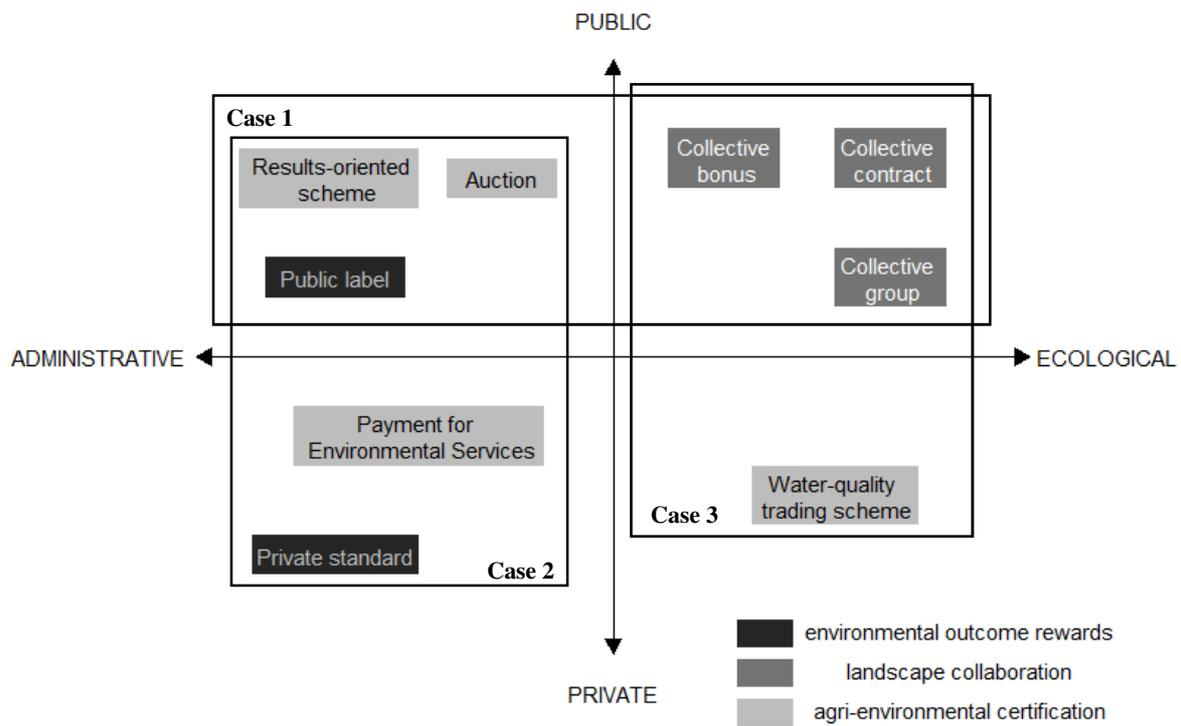 PUBLIC
Case 1
Results-oriented
scheme
Auction
Collective
bonus
Collective
contract
Public label
Collective
group
ADMINISTRATIVE
ECOLOGICAL
Payment for
Environmental Services
Water-quality
trading scheme
Case 3
Private standard
Case 2
environmental outcome rewards
landscape collaboration
PRIVATE
agri-environmental certification